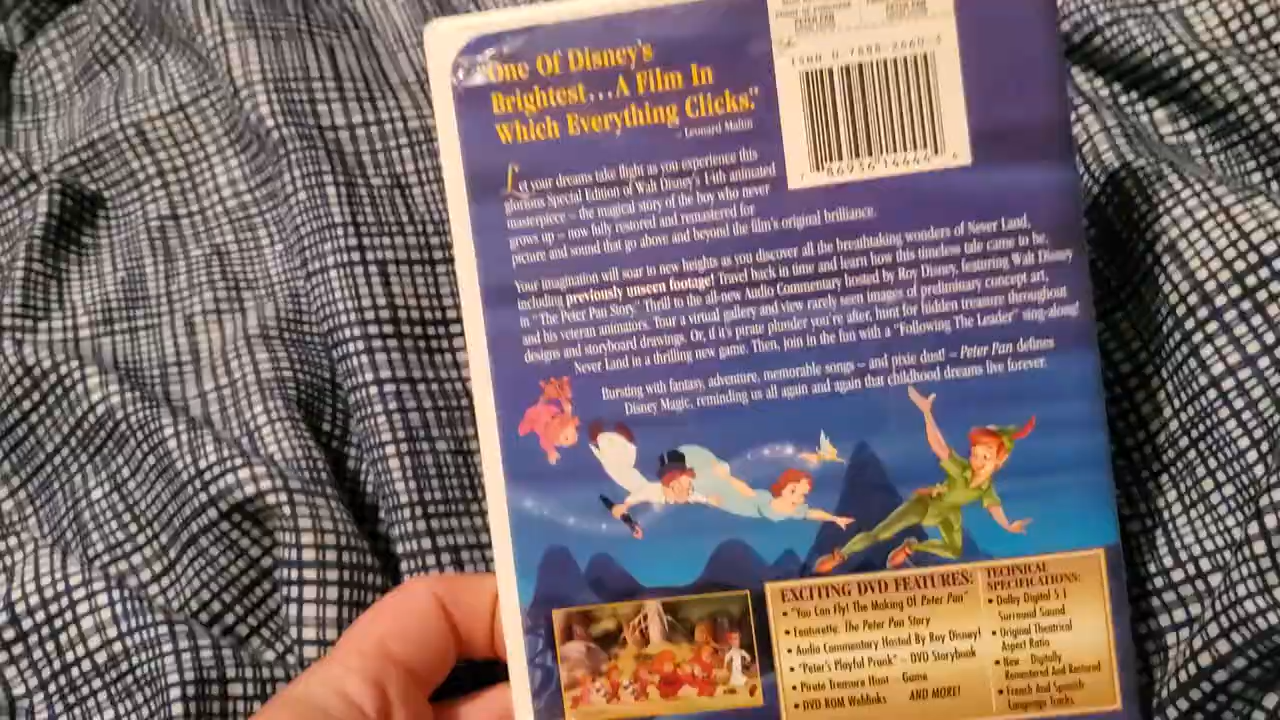 "One Of Disney's
Brightest...A Film In
Which Everything Clicks."
- Leonard Maltin
ISBN 0-7888-2660-3
7 86936 14444 6
Let your dreams take flight as you experience this
glorious Special Edition of Walt Disney's 14th animated
masterpiece – the magical story of the boy who never
grows up – now fully restored and remastered for
picture and sound that go above and beyond the film's original brilliance.
Your imagination will soar to new heights as you discover all the breathtaking wonders of Never Land,
including previously unseen footage! Travel back in time and learn how this timeless tale came to be,
in "The Peter Pan Story." Thrill to the all-new Audio Commentary hosted by Roy Disney, featuring Walt Disney
and his veteran animators. Tour a virtual gallery and view rarely seen images of preliminary concept art,
designs and storyboard drawings. Or, if it's pirate plunder you're after, hunt for hidden treasure throughout
Never Land in a thrilling new game. Then, join in the fun with a "Following The Leader" sing-along!
Bursting with fantasy, adventure, memorable songs – and pixie dust! – Peter Pan defines
Disney Magic, reminding us all again and again that childhood dreams live forever.
EXCITING DVD FEATURES:
• "You Can Fly! The Making Of Peter Pan"
• Featurette: The Peter Pan Story
• Audio Commentary Hosted By Roy Disney!
• "Peter's Playful Prank" – DVD Storybook
• Pirate Treasure Hunt Game
• DVD ROM Weblinks AND MORE!
TECHNICAL
SPECIFICATIONS:
• Dolby Digital 5.1
Surround Sound
• Original Theatrical
Aspect Ratio
• New Digitally
Remastered And Restored
• French And Spanish
Language Tracks